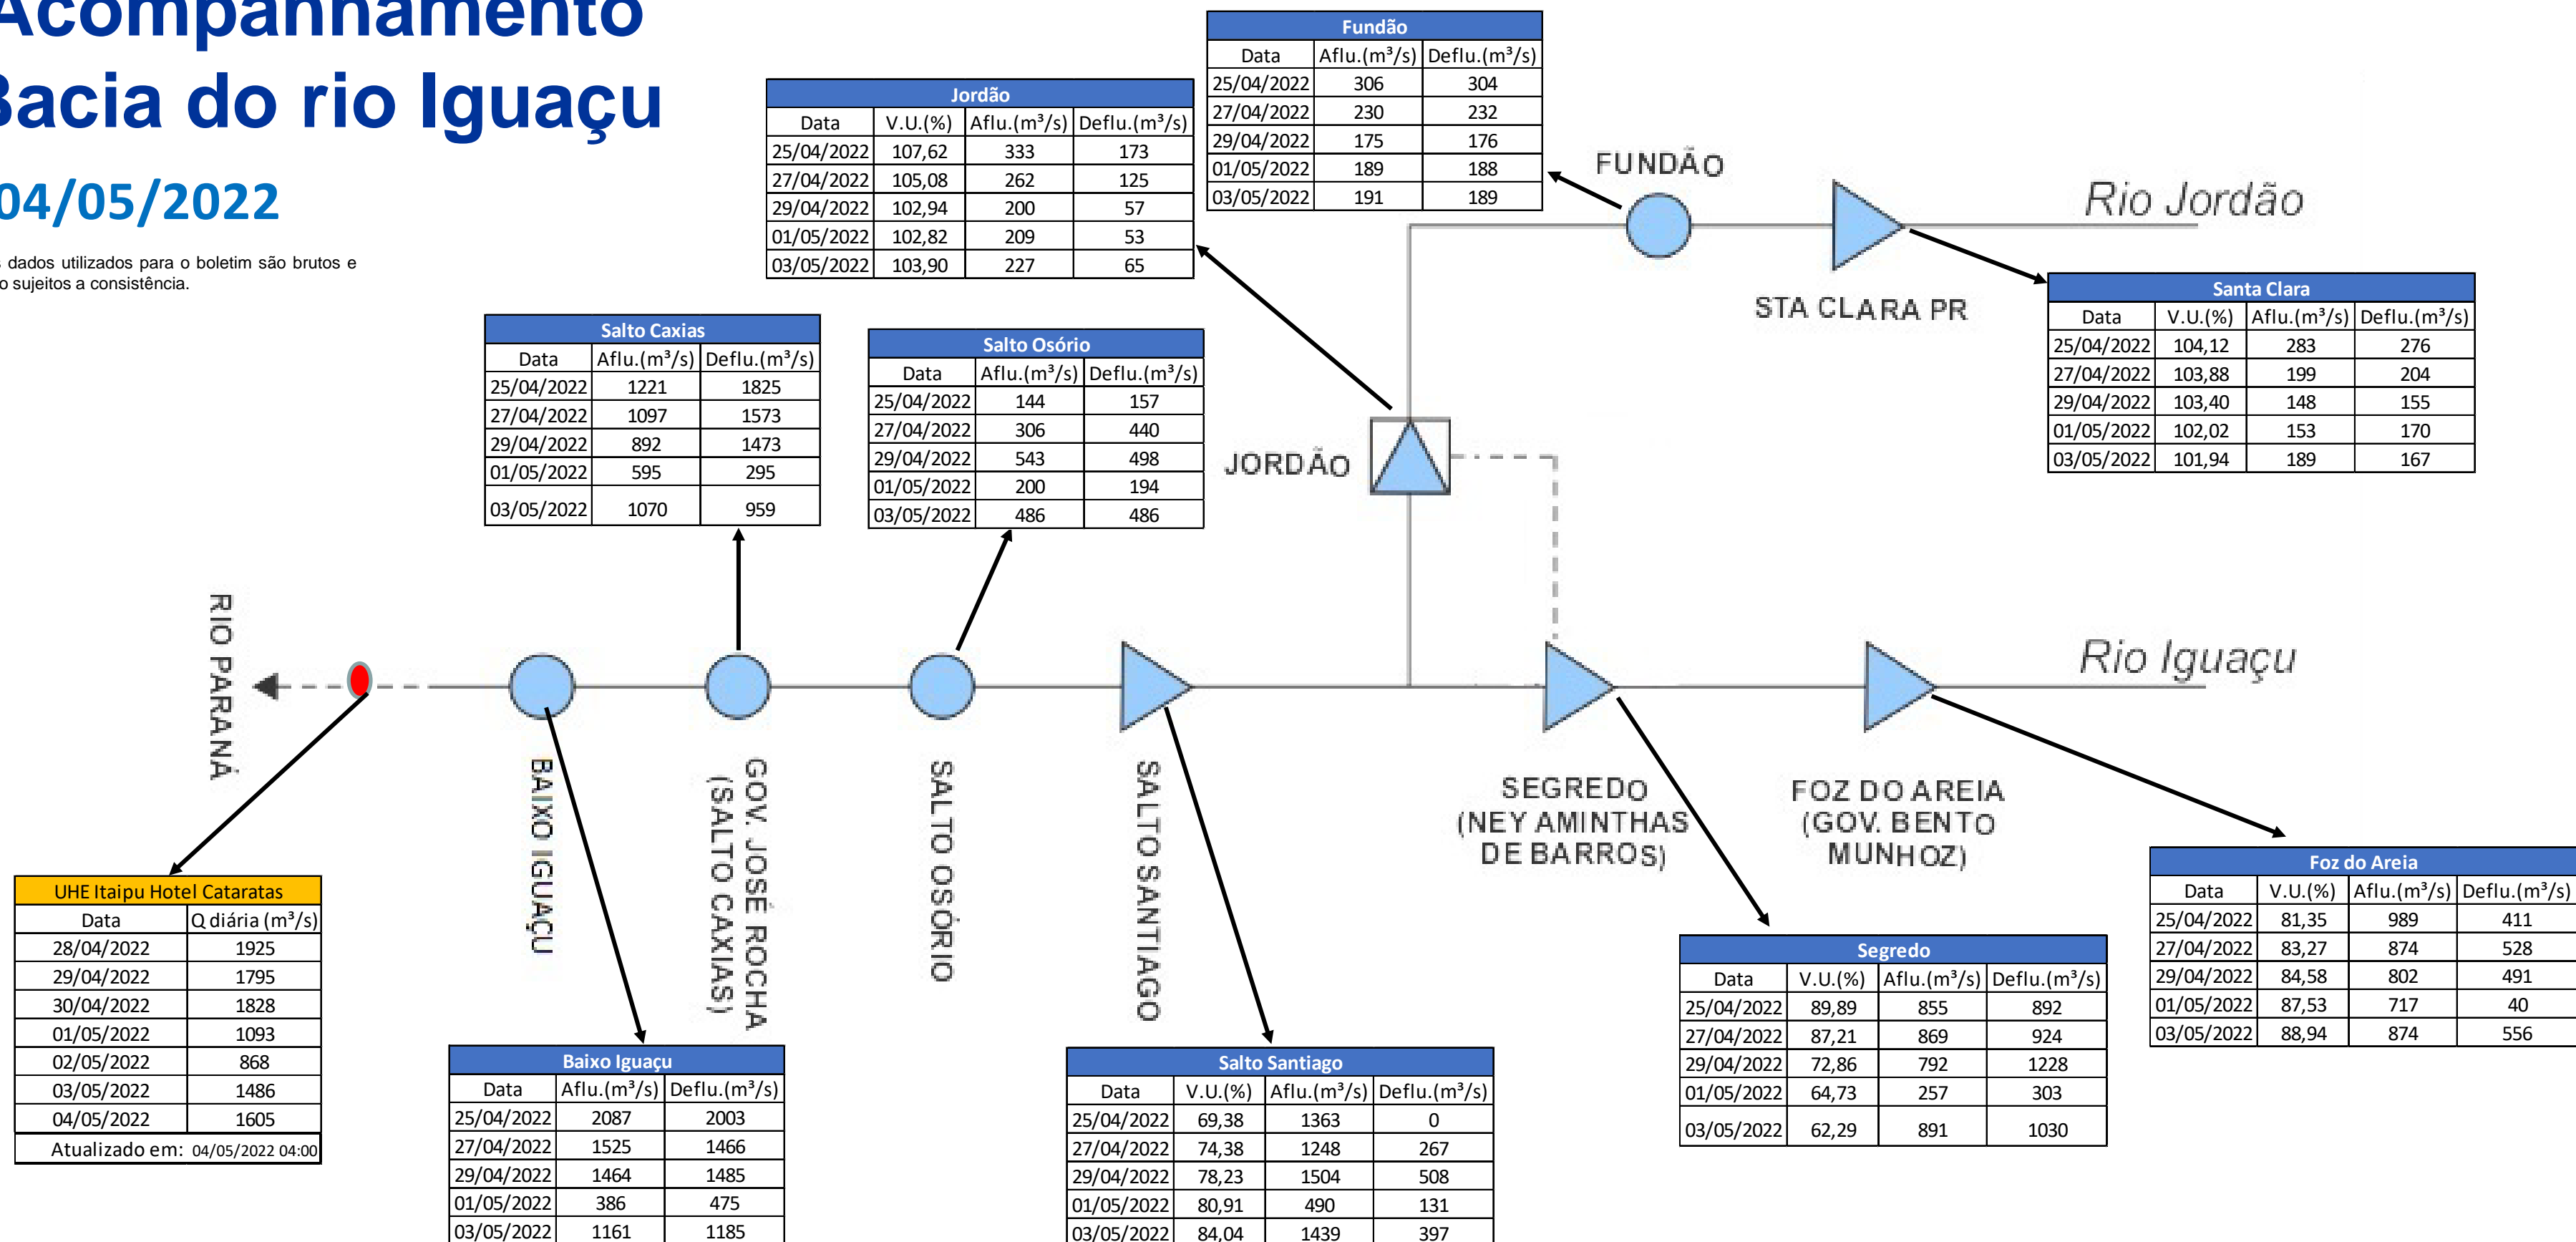 Acompanhamento
Bacia do rio Iguaçu
04/05/2022
dados utilizados para o boletim são brutos e
sujeitos a consistência.
Fundão
Data Aflu.(m³/s) Deflu.(m³/s)
25/04/2022 306 304
27/04/2022 230 232
29/04/2022 175 176
01/05/2022 189 188
03/05/2022 191 189
Jordão
Data V.U.(%) Aflu.(m³/s) Deflu.(m³/s)
25/04/2022 107,62 333 173
27/04/2022 105,08 262 125
29/04/2022 102,94 200 57
01/05/2022 102,82 209 53
03/05/2022 103,90 227 65
FUNDÃO
Rio Jordão
STA CLARA PR
Santa Clara
Data V.U.(%) Aflu.(m³/s) Deflu.(m³/s)
25/04/2022 104,12 283 276
27/04/2022 103,88 199 204
29/04/2022 103,40 148 155
01/05/2022 102,02 153 170
03/05/2022 101,94 189 167
Salto Caxias
Data Aflu.(m³/s) Deflu.(m³/s)
25/04/2022 1221 1825
27/04/2022 1097 1573
29/04/2022 892 1473
01/05/2022 595 295
03/05/2022 1070 959
Salto Osório
Data Aflu.(m³/s) Deflu.(m³/s)
25/04/2022 144 157
27/04/2022 306 440
29/04/2022 543 498
01/05/2022 200 194
03/05/2022 486 486
JORDÃO
RIO PARANÁ
Rio Iguaçu
BAIXO IGUAÇU
GOV. JOSÉ ROCHA
(SALTO CAXIAS)
SALTO OSÓRIO
SALTO SANTIAGO
SEGREDO
(NEY AMINTHAS
DE BARROS)
FOZ DO AREIA
(GOV. BENTO
MUNHOZ)
UHE Itaipu Hotel Cataratas
Data Q diária (m³/s)
28/04/2022 1925
29/04/2022 1795
30/04/2022 1828
01/05/2022 1093
02/05/2022 868
03/05/2022 1486
04/05/2022 1605
Atualizado em: 04/05/2022 04:00
Baixo Iguaçu
Data Aflu.(m³/s) Deflu.(m³/s)
25/04/2022 2087 2003
27/04/2022 1525 1466
29/04/2022 1464 1485
01/05/2022 386 475
03/05/2022 1161 1185
Salto Santiago
Data V.U.(%) Aflu.(m³/s) Deflu.(m³/s)
25/04/2022 69,38 1363 0
27/04/2022 74,38 1248 267
29/04/2022 78,23 1504 508
01/05/2022 80,91 490 131
03/05/2022 84,04 1439 397
Segredo
Data V.U.(%) Aflu.(m³/s) Deflu.(m³/s)
25/04/2022 89,89 855 892
27/04/2022 87,21 869 924
29/04/2022 72,86 792 1228
01/05/2022 64,73 257 303
03/05/2022 62,29 891 1030
Foz do Areia
Data V.U.(%) Aflu.(m³/s) Deflu.(m³/s)
25/04/2022 81,35 989 411
27/04/2022 83,27 874 528
29/04/2022 84,58 802 491
01/05/2022 87,53 717 40
03/05/2022 88,94 874 556